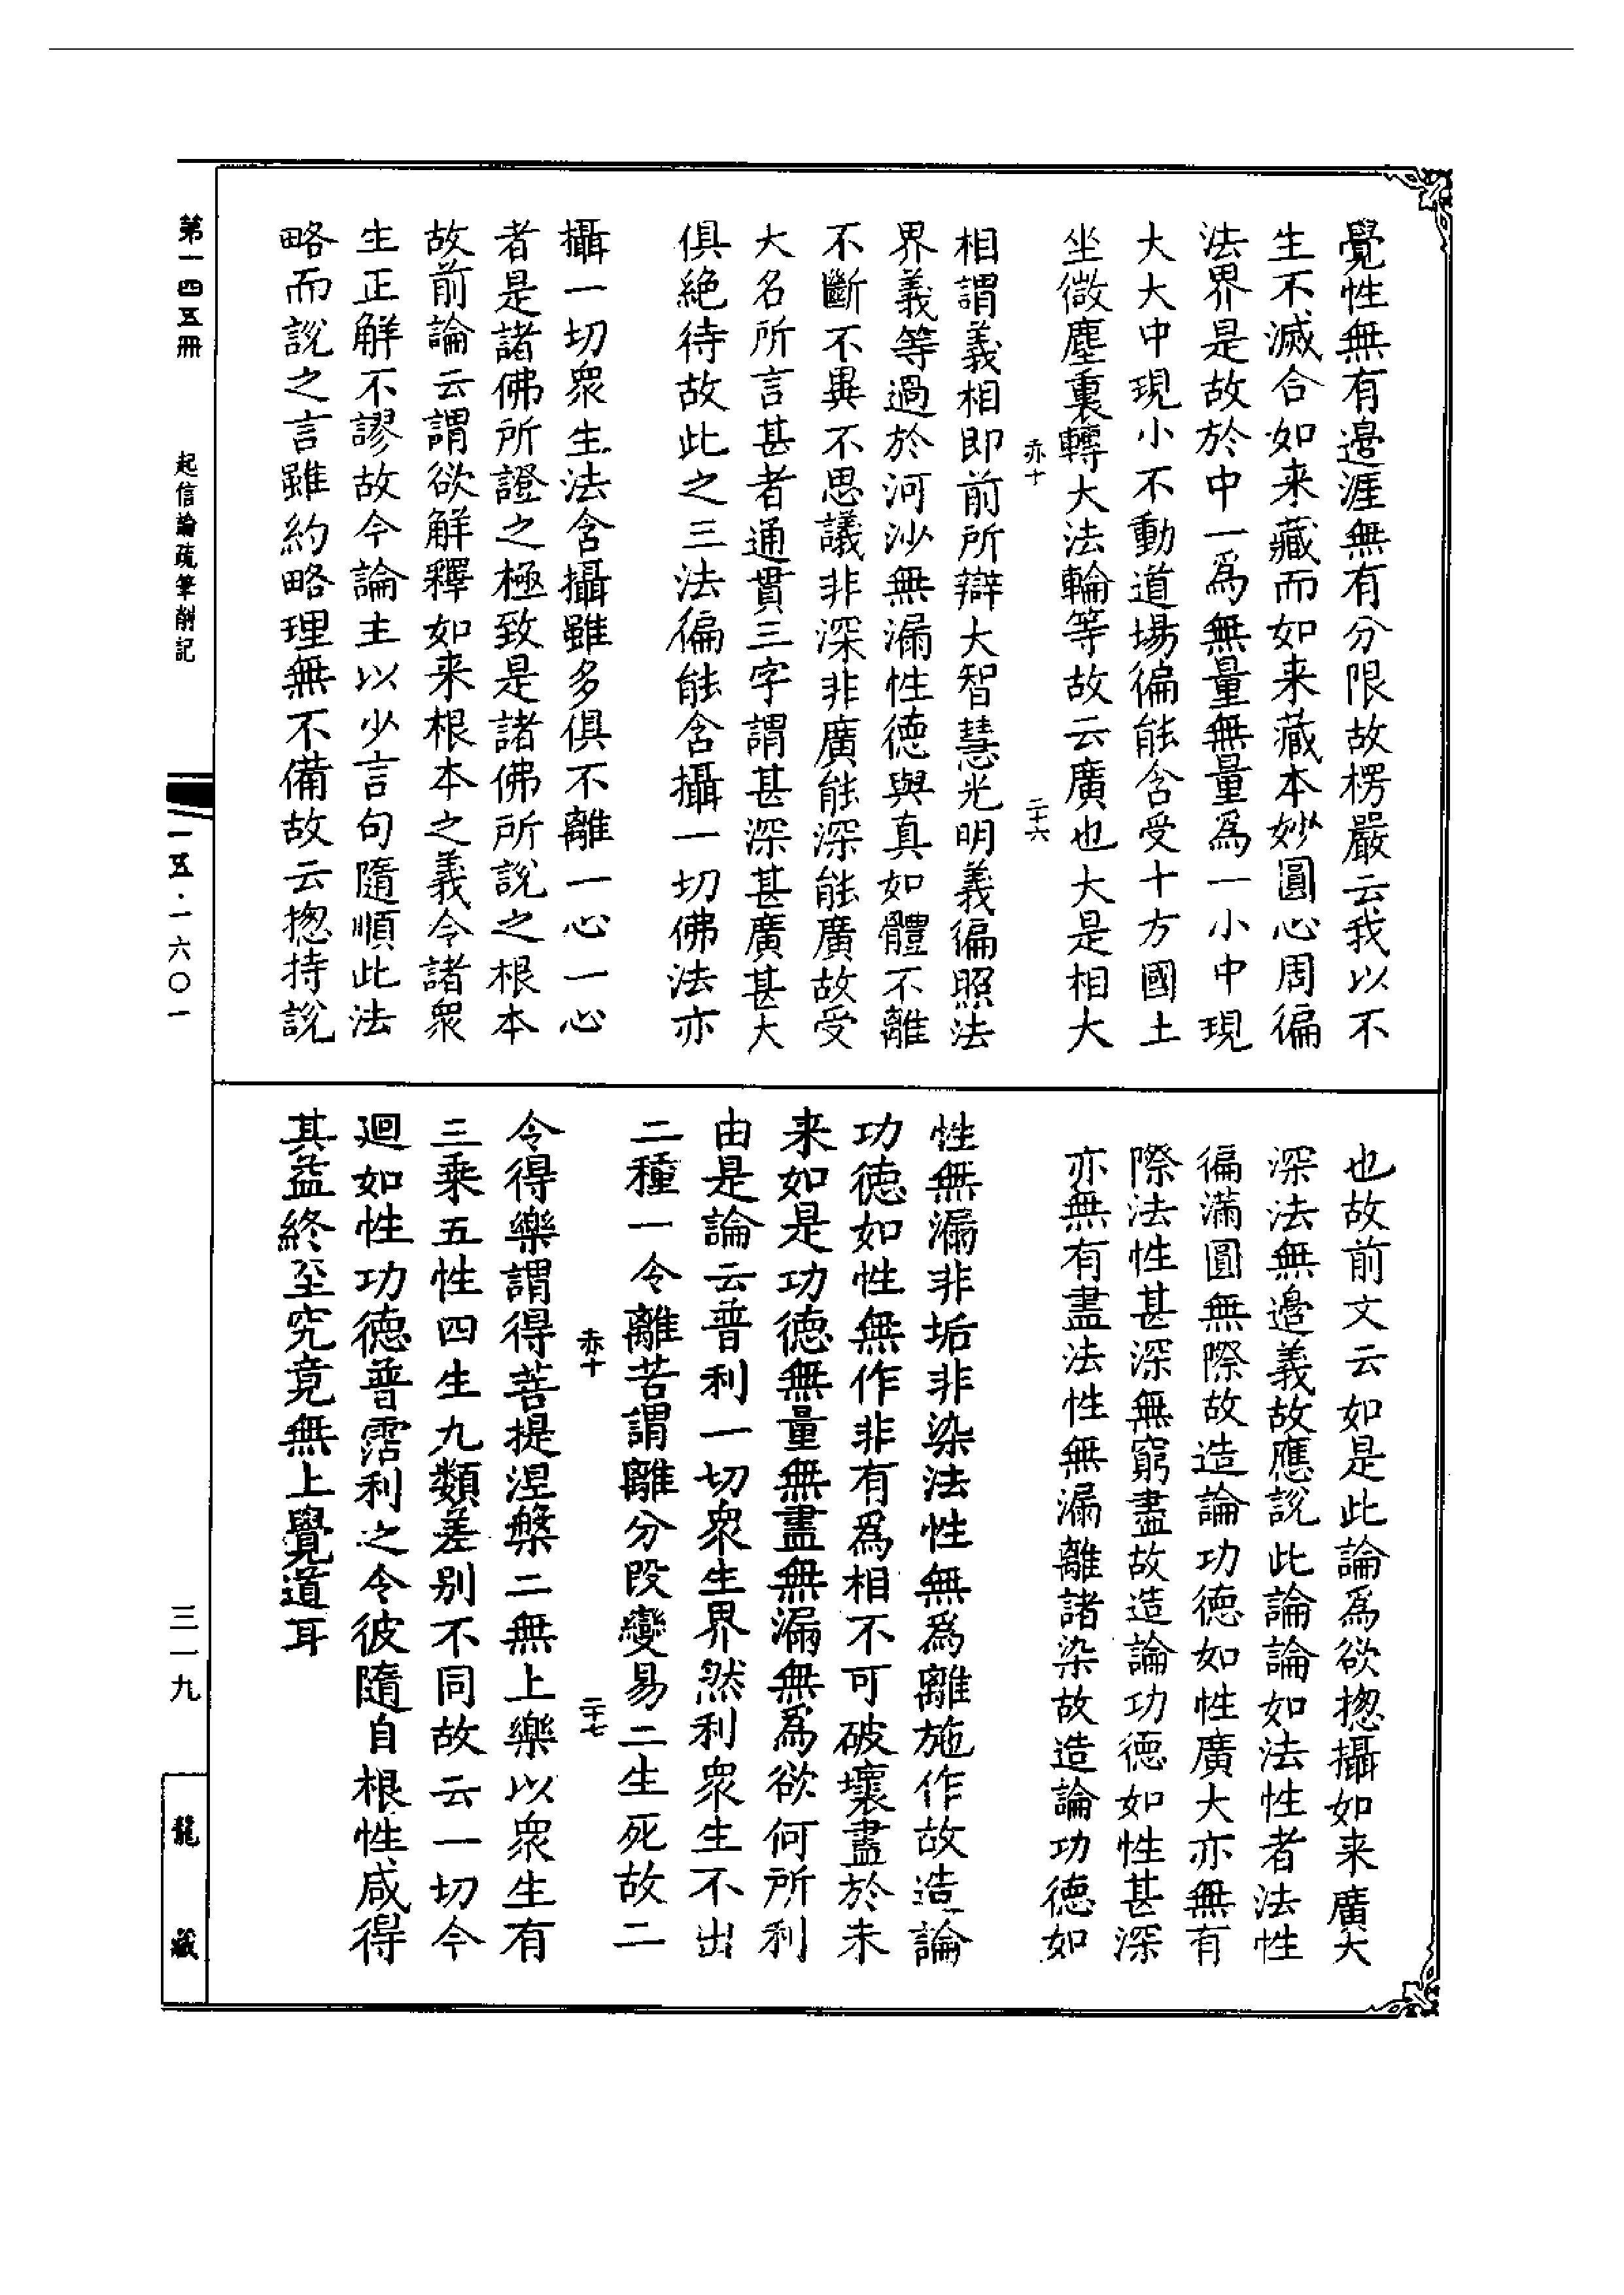 覺性無有邊涯無有分限故楞嚴云我以不
生不滅合如来藏而如来藏本妙圓心周徧
法界是故於中一為無量無量為一小中現
大大中現小不動道場徧能含受十方國土
坐微塵裏轉大法輪等故云廣也大是相大
亦十
二十六
相謂義相即前所辯大智慧光明義徧照法
界義等過於河沙無漏性德與真如體不離
不斷不異不思議非深非廣能深能廣故受
大名所言甚者通貫三字謂甚深甚廣甚大
俱絶待故此之三法徧能含攝一切佛法亦
攝一切衆生法含攝雖多俱不離一心一心
者是諸佛所證之極致是諸佛所說之根本
故前論云謂欲解釋如来根本之義令諸衆
生正解不謬故今論主以少言句隨順此法
略而說之言雖約略理無不備故云揔持說
也故前文云如是此論為欲揔攝如来廣大
深法無邊義故應說此論論如法性者法性
徧滿圓無際故造論功德如性廣大亦無有
際法性甚深無窮盡故造論功德如性甚深
亦無有盡法性無漏離諸染故造論功德如
性無漏非垢非染法性無為離施作故造論
功德如性無作非有為相不可破壞盡於未
来如是功德無量無盡無漏無為欲何所利
由是論云普利一切衆生界然利衆生不出
二種一令離苦謂離分段變易二生死故二
亦十
二十七
令得樂謂得菩提涅槃二無上樂以衆生有
三乘五性四生九類差别不同故云一切今
迴如性功德普霑利之令彼隨自根性咸得
其益終至究竟無上覺道耳
第一四五冊
起信論疏筆削記
一五·一六〇一
三一九
龍藏